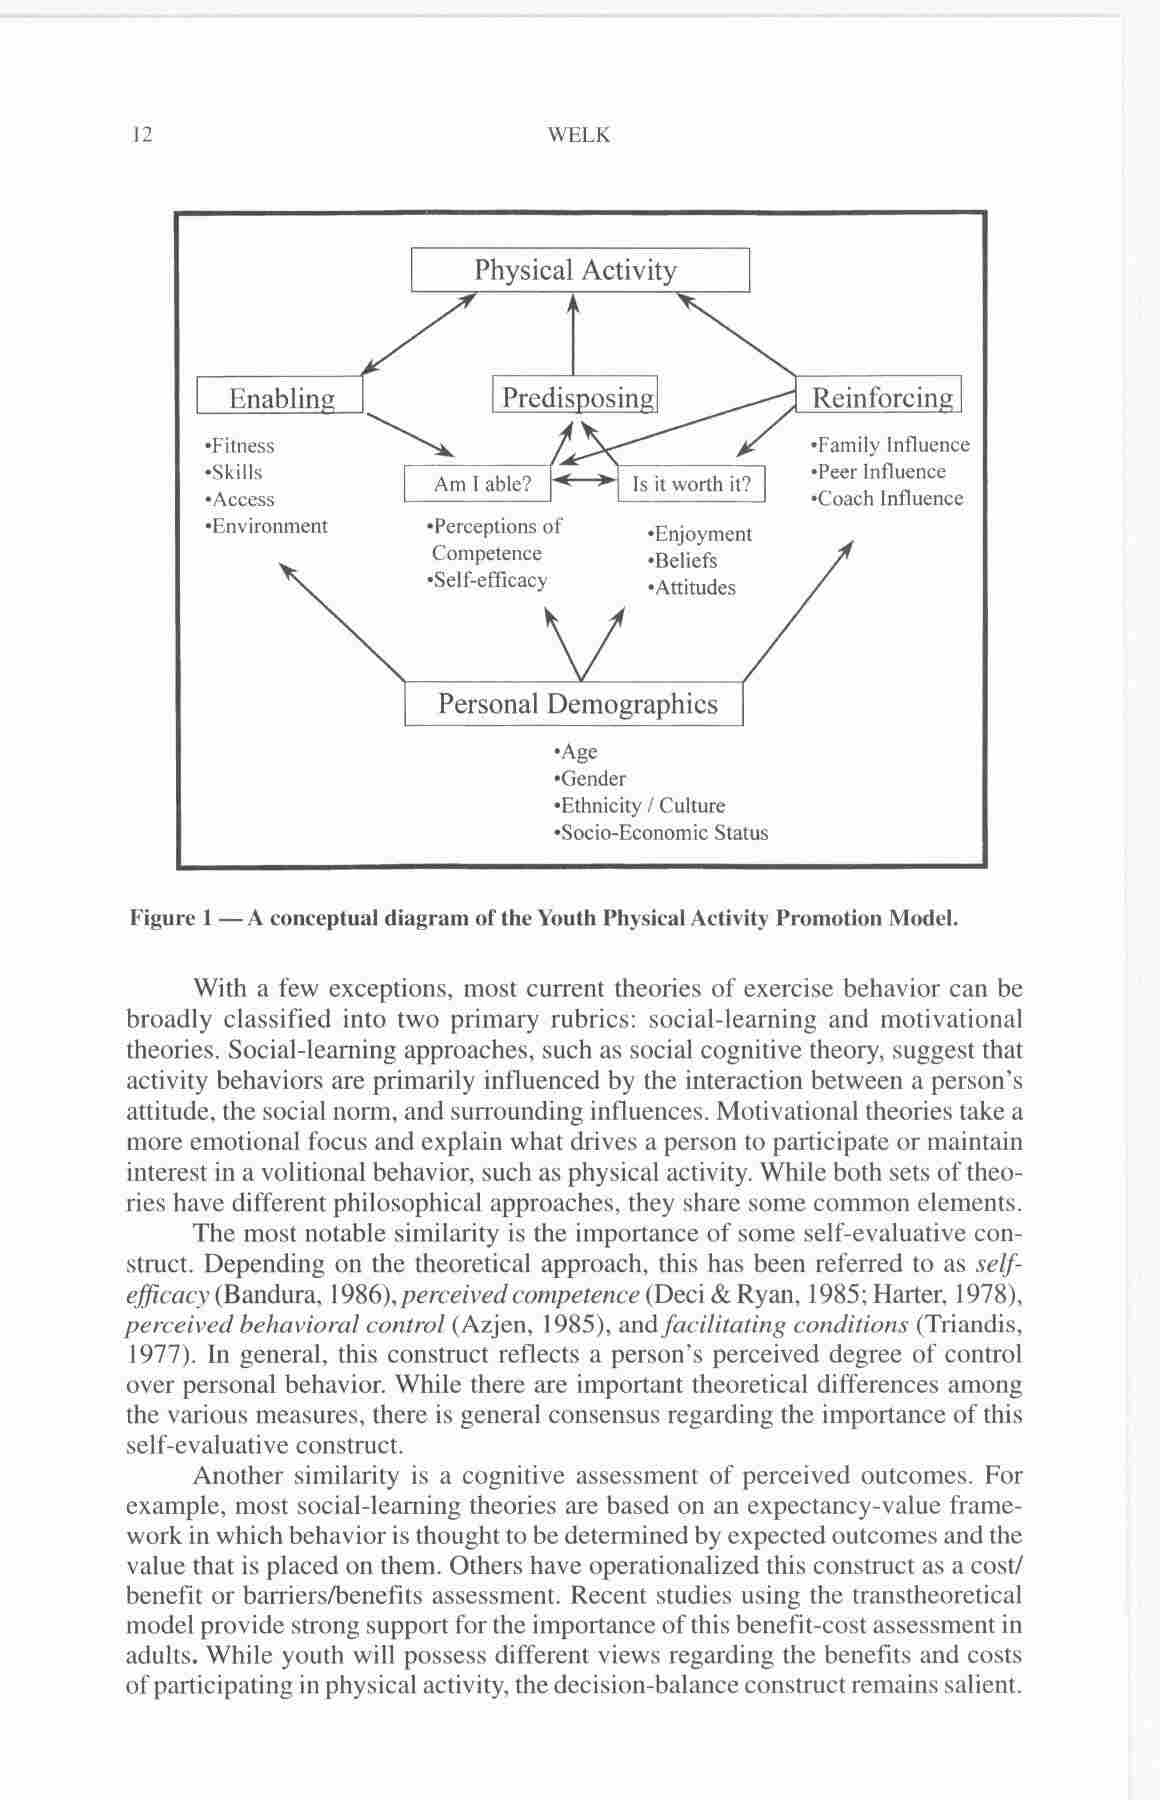 12
WELK
Physical Activity
Enabling
Predisposing
Reinforcing
•Fitness
•Skills
•Access
•Environment
Am I able?
Is it worth it?
•Family Influence
•Peer Influence
•Coach Influence
•Perceptions of
Competence
•Self-efficacy
•Enjoyment
•Beliefs
•Attitudes
Personal Demographics
•Age
•Gender
•Ethnicity / Culture
•Socio-Economic Status
Figure 1 — A conceptual diagram of the Youth Physical Activity Promotion Model.
With a few exceptions, most current theories of exercise behavior can be
broadly classified into two primary rubrics: social-learning and motivational
theories. Social-learning approaches, such as social cognitive theory, suggest that
activity behaviors are primarily influenced by the interaction between a person's
attitude, the social norm, and surrounding influences. Motivational theories take a
more emotional focus and explain what drives a person to participate or maintain
interest in a volitional behavior, such as physical activity. While both sets of theo-
ries have different philosophical approaches, they share some common elements.
The most notable similarity is the importance of some self-evaluative con-
struct. Depending on the theoretical approach, this has been referred to as self-
efficacy (Bandura, 1986), perceived competence (Deci & Ryan, 1985; Harter, 1978),
perceived behavioral control (Azjen, 1985), and facilitating conditions (Triandis,
1977). In general, this construct reflects a person's perceived degree of control
over personal behavior. While there are important theoretical differences among
the various measures, there is general consensus regarding the importance of this
self-evaluative construct.
Another similarity is a cognitive assessment of perceived outcomes. For
example, most social-learning theories are based on an expectancy-value frame-
work in which behavior is thought to be determined by expected outcomes and the
value that is placed on them. Others have operationalized this construct as a cost/
benefit or barriers/benefits assessment. Recent studies using the transtheoretical
model provide strong support for the importance of this benefit-cost assessment in
adults. While youth will possess different views regarding the benefits and costs
of participating in physical activity, the decision-balance construct remains salient.